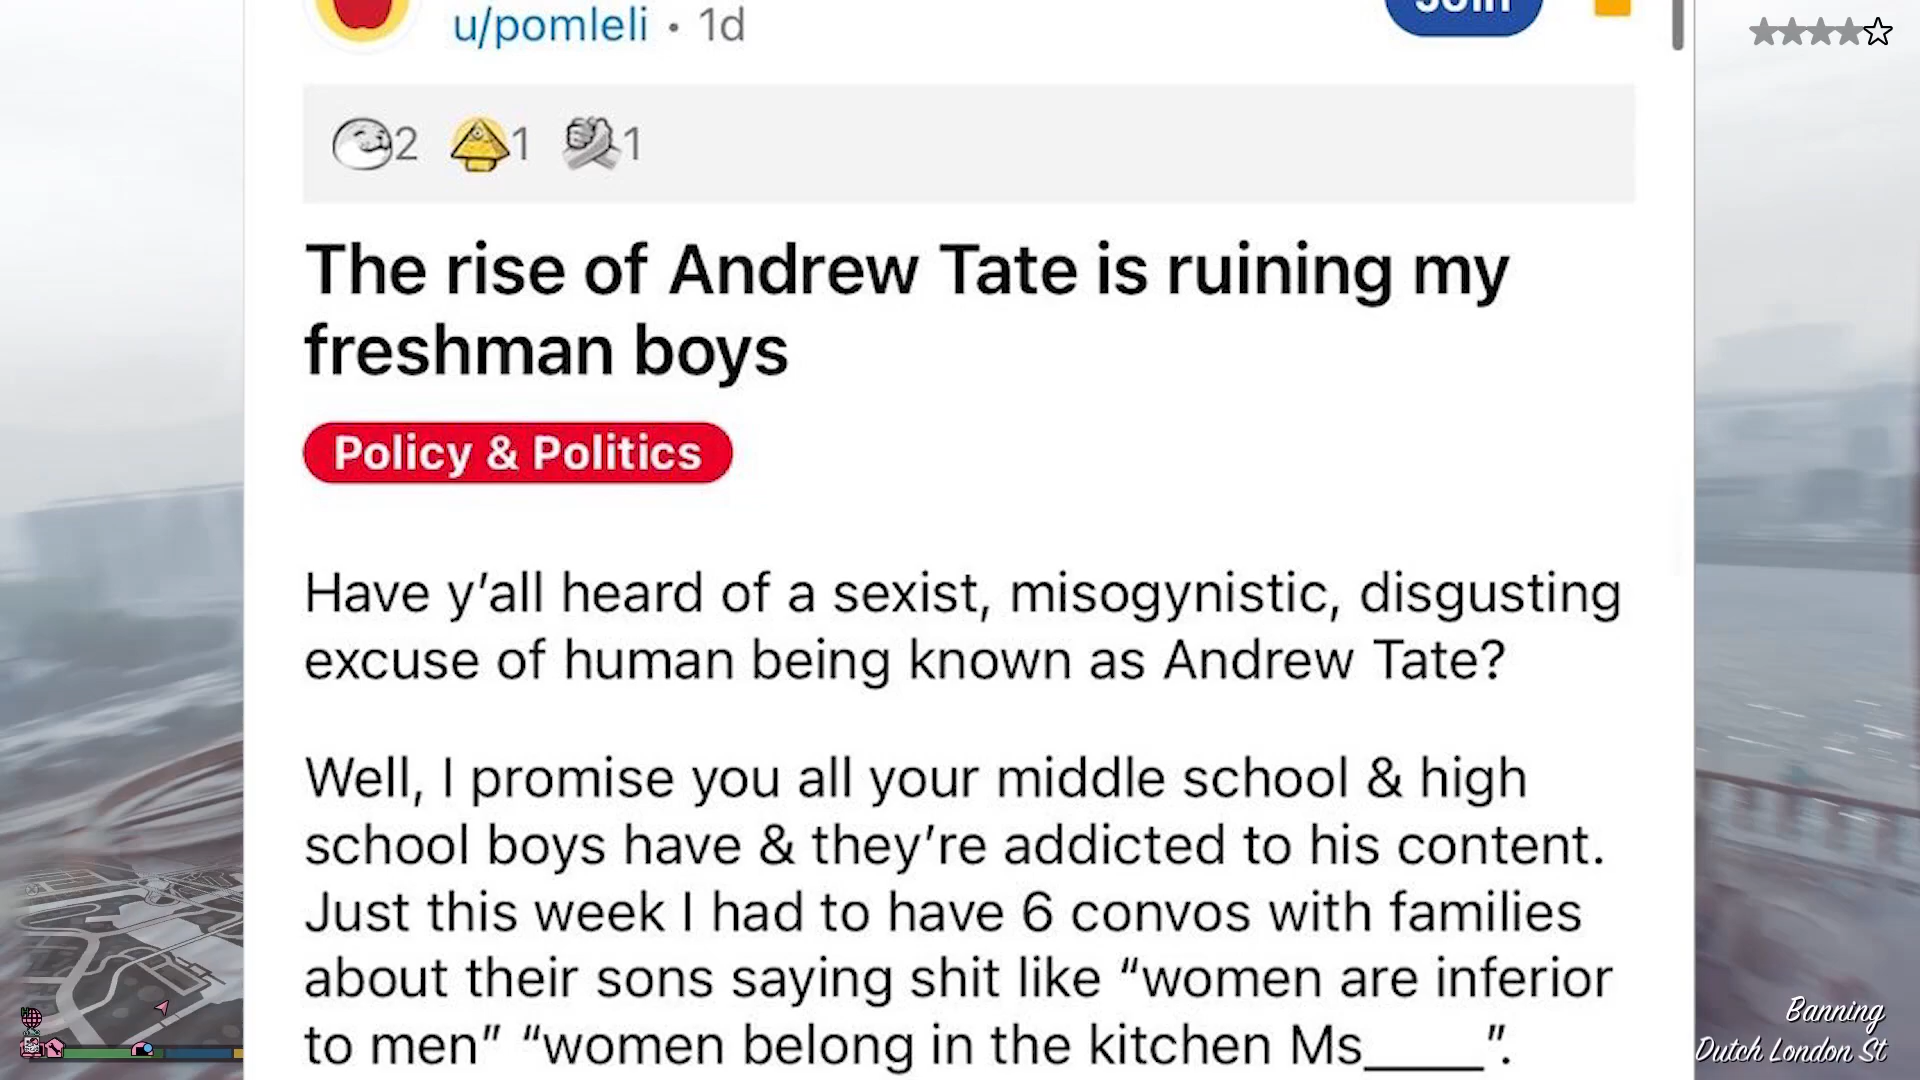 u/pomleli • 1d
Join
2 1 1
The rise of Andrew Tate is ruining my
freshman boys
Policy & Politics
Have y’all heard of a sexist, misogynistic, disgusting
excuse of human being known as Andrew Tate?
Well, I promise you all your middle school & high
school boys have & they’re addicted to his content.
Just this week I had to have 6 convos with families
about their sons saying shit like “women are inferior
to men” “women belong in the kitchen Ms_____”.
Banning
Dutch London St